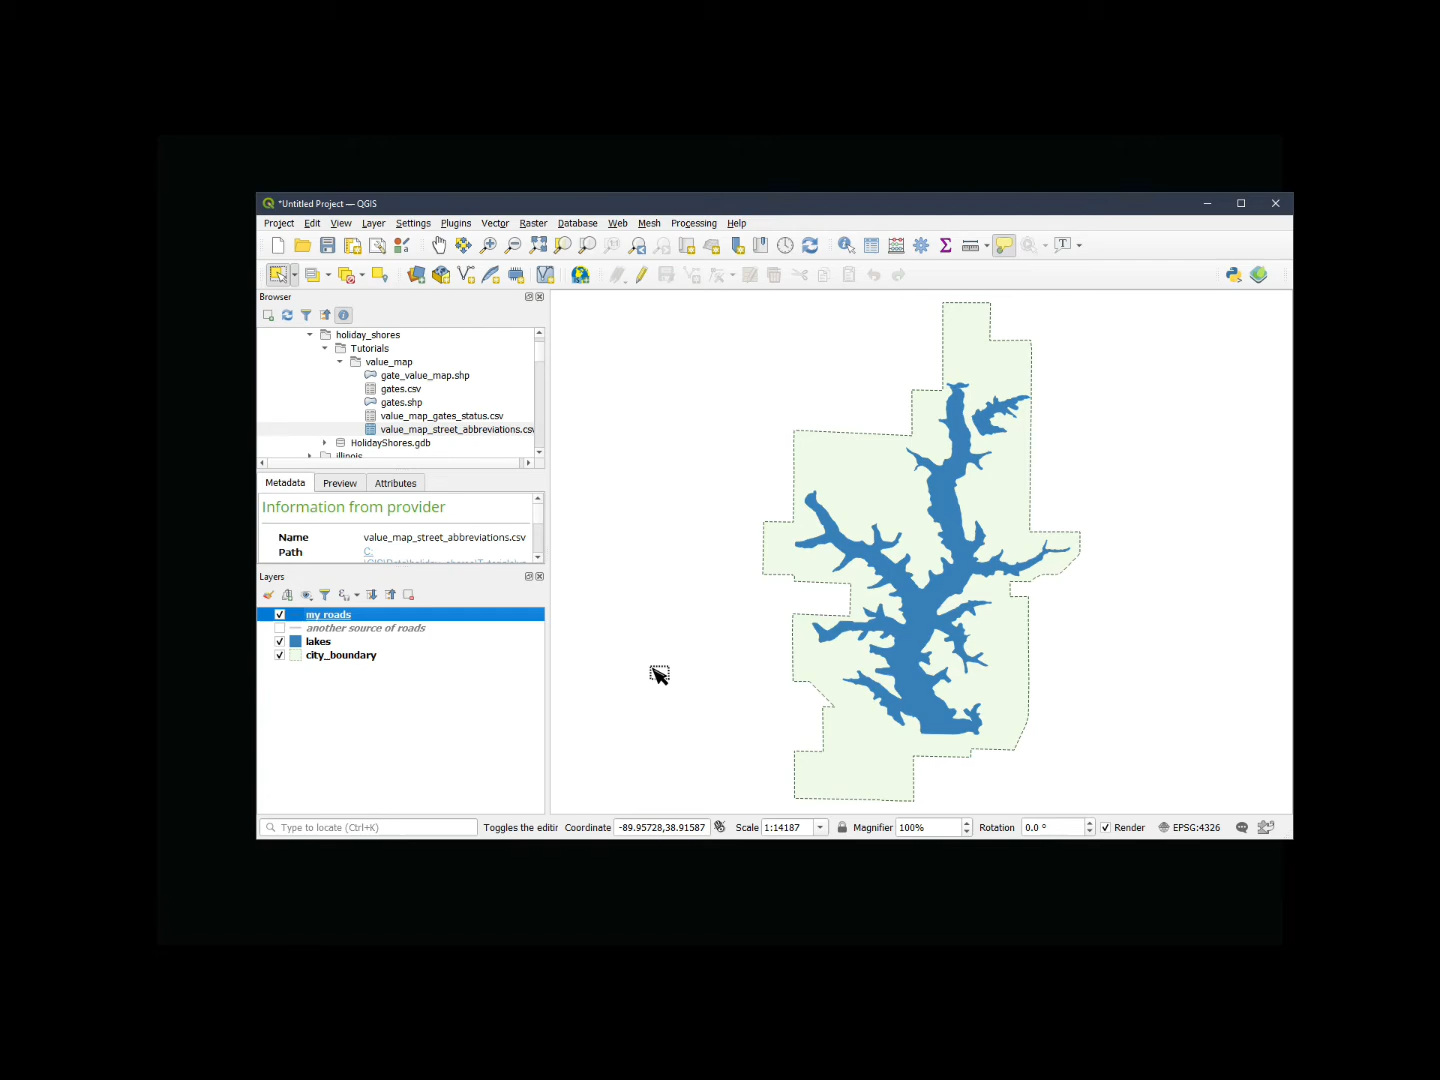 *Untitled Project — QGIS
Project Edit View Layer Settings Plugins Vector Raster Database Web Mesh Processing Help
Browser
holiday_shores
Tutorials
value_map
gate_value_map.shp
gates.csv
gates.shp
value_map_gates_status.csv
value_map_street_abbreviations.csv
HolidayShores.gdb
illinois
Metadata Preview Attributes
Information from provider
Name value_map_street_abbreviations.csv
Path C:
Layers
my roads
another source of roads
lakes
city_boundary
Type to locate (Ctrl+K) Toggles the editin Coordinate -89.95728,38.91587 Scale 1:14187 Magnifier 100% Rotation 0.0 ° Render EPSG:4326